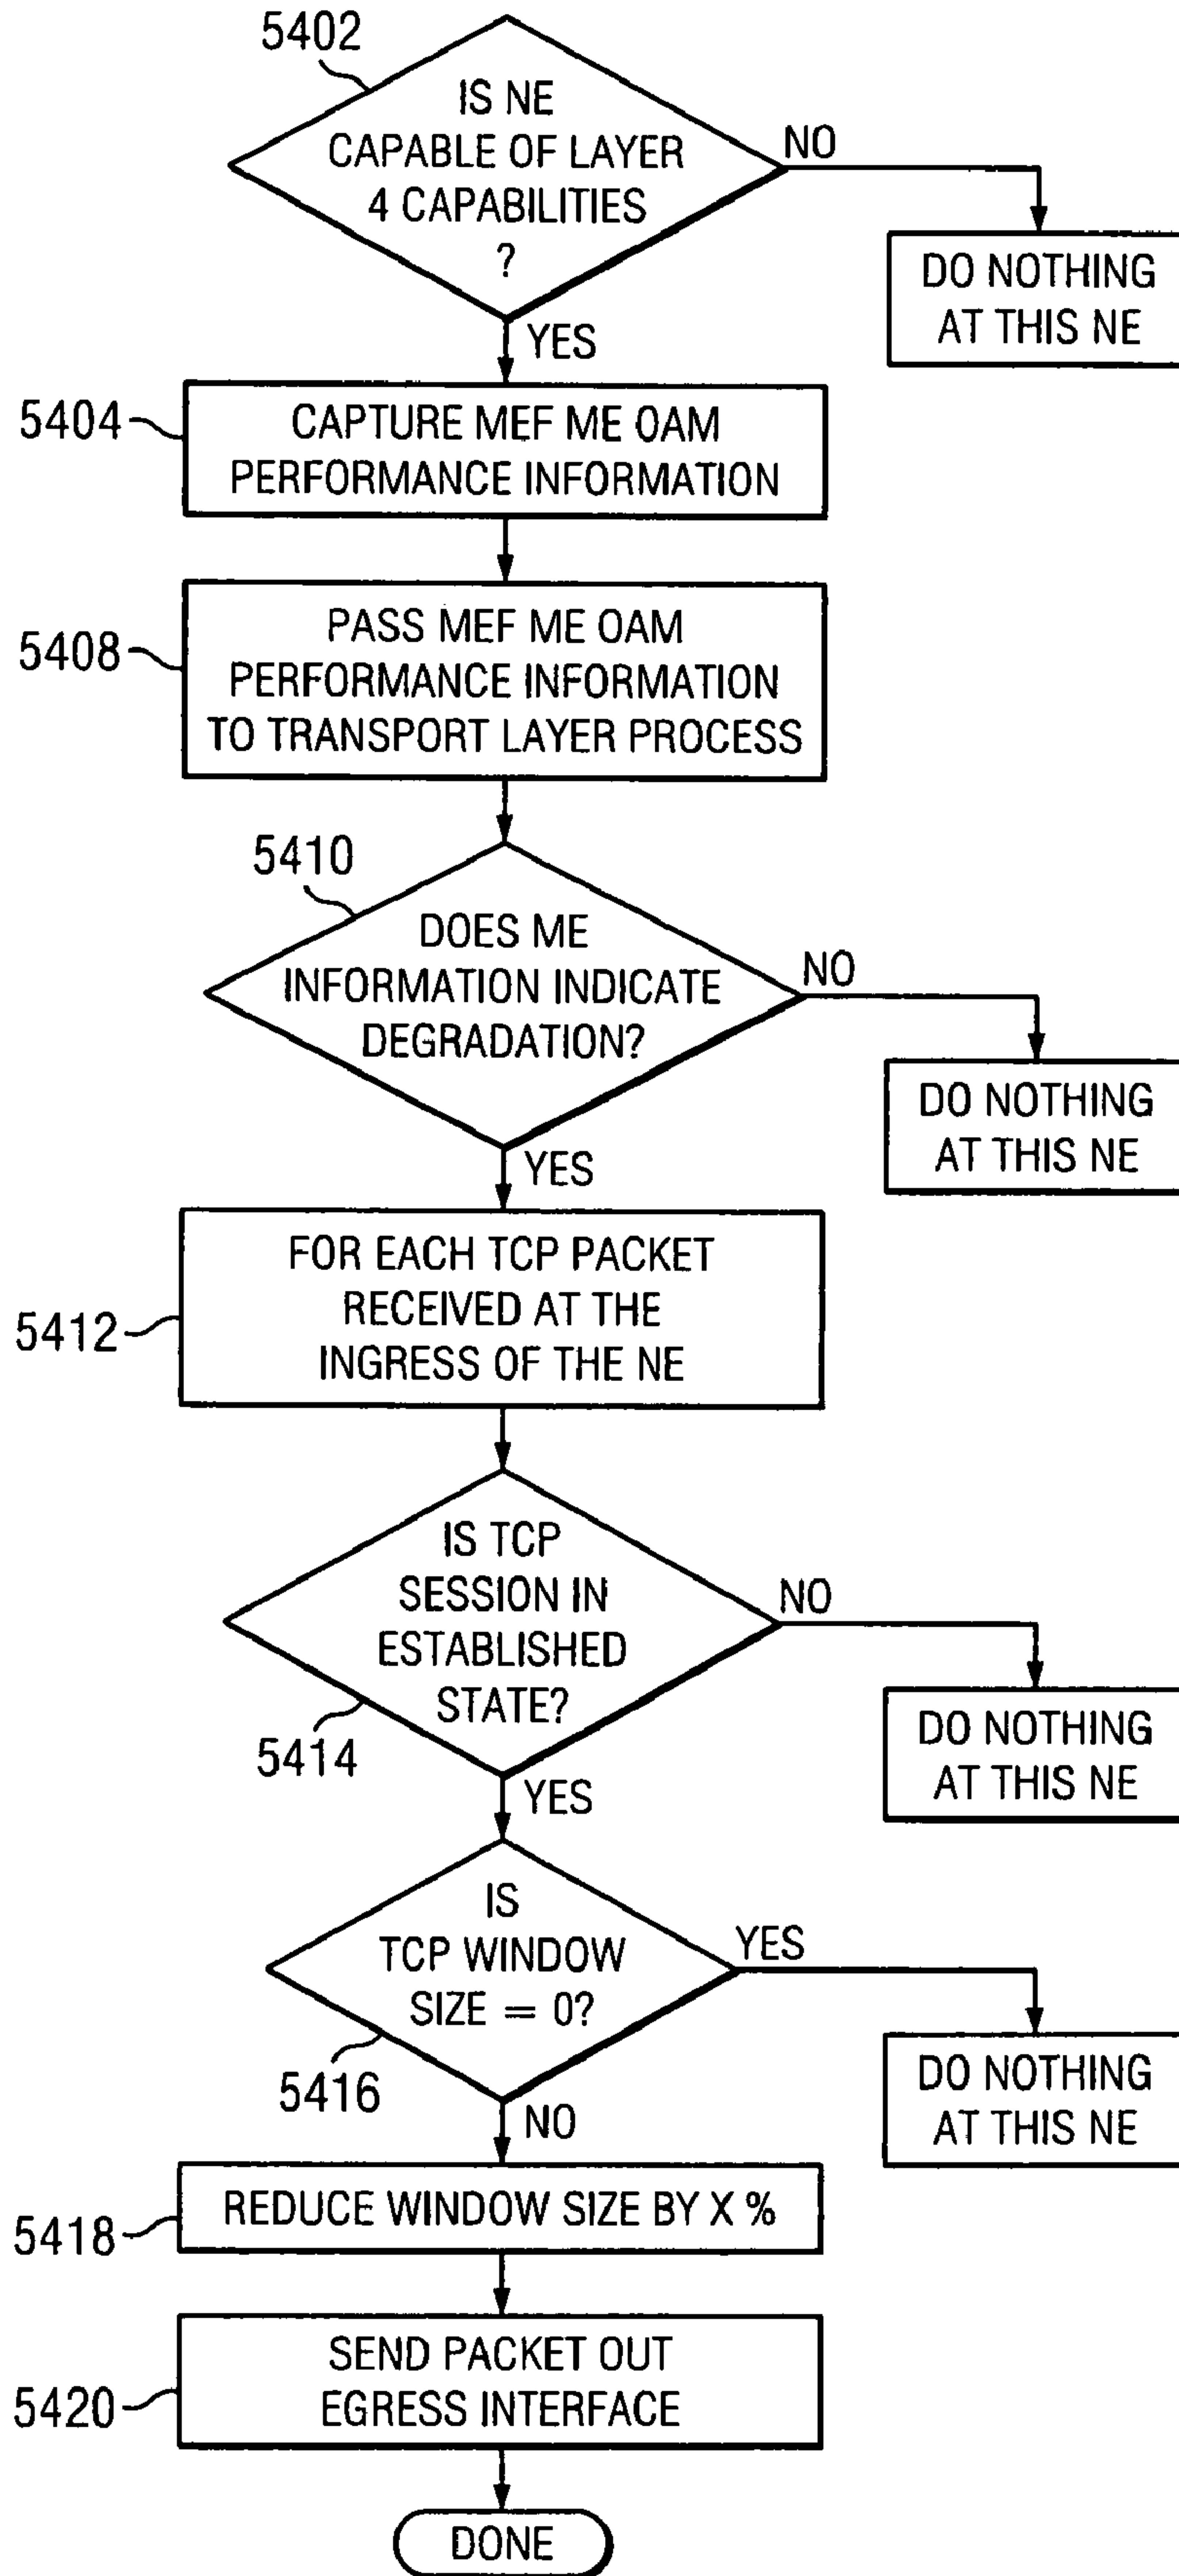 5402
IS NE
CAPABLE OF LAYER
4 CAPABILITIES
?
NO
DO NOTHING
AT THIS NE
YES
5404
CAPTURE MEF ME OAM
PERFORMANCE INFORMATION
5408
PASS MEF ME OAM
PERFORMANCE INFORMATION
TO TRANSPORT LAYER PROCESS
5410
DOES ME
INFORMATION INDICATE
DEGRADATION?
NO
DO NOTHING
AT THIS NE
YES
5412
FOR EACH TCP PACKET
RECEIVED AT THE
INGRESS OF THE NE
IS TCP
SESSION IN
ESTABLISHED
STATE?
NO
5414
DO NOTHING
AT THIS NE
YES
IS
TCP WINDOW
SIZE = 0?
YES
5416
DO NOTHING
AT THIS NE
NO
5418
REDUCE WINDOW SIZE BY X %
5420
SEND PACKET OUT
EGRESS INTERFACE
DONE